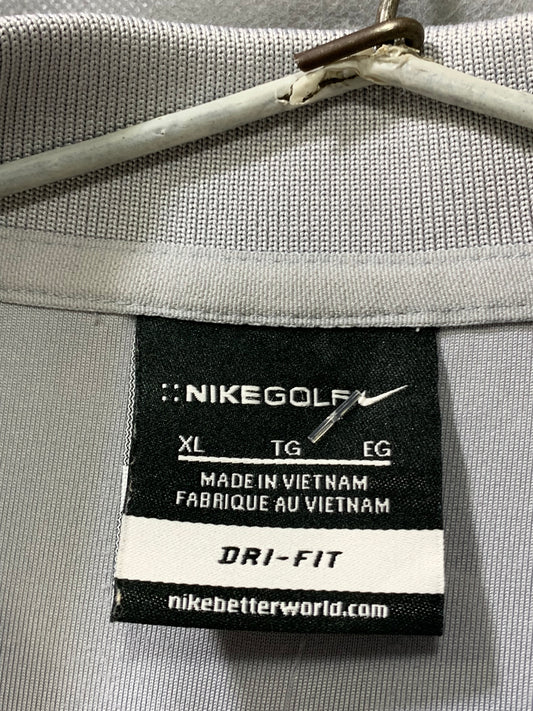 ::NIKEGOLF
XL TG EG
MADE IN VIETNAM
FABRIQUE AU VIETNAM
DRI-FIT
nikebetterworld.com